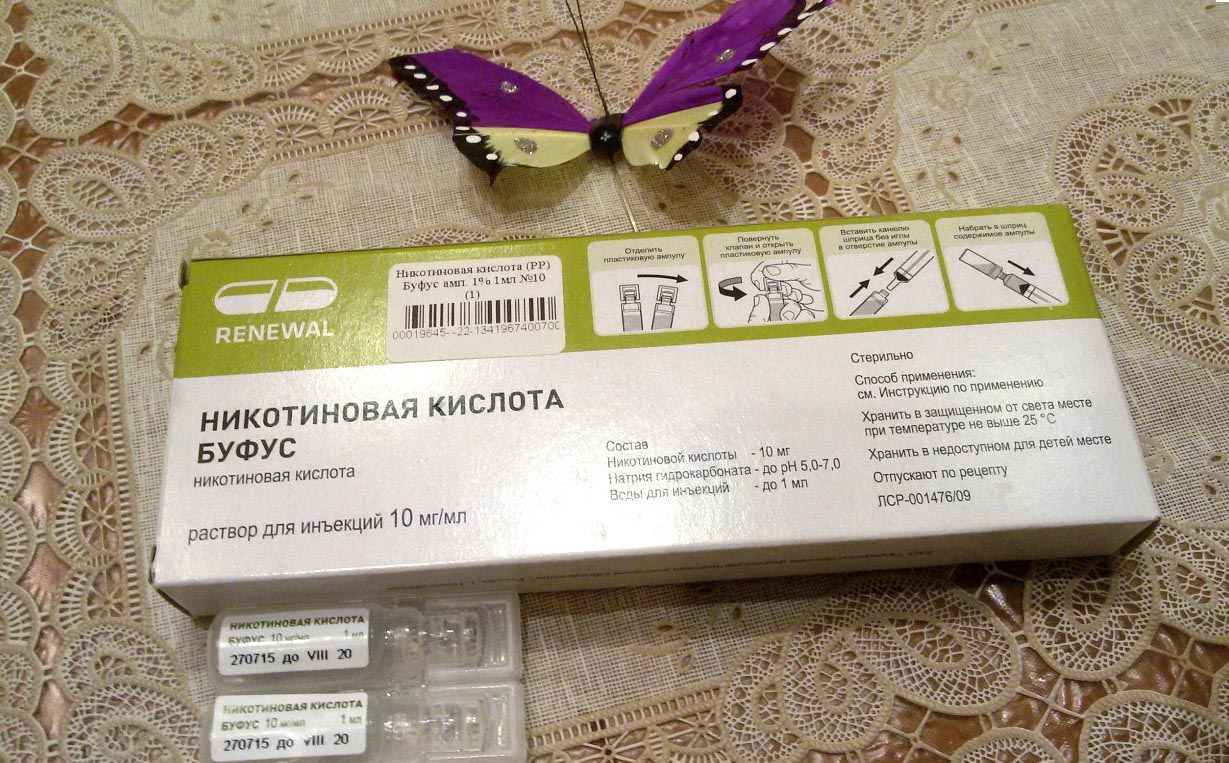 RENEWAL
Никотиновая кислота (РР)
Буфус амп. 1% 1мл №10
(1)
00019645--22-134196740070
Отделить
пластиковую ампулу
Повернуть
клапан и открыть
пластиковую ампулу
Вставить канюлю
шприца без иглы
в отверстие ампулы
Набрать в шприц
содержимое ампулы
НИКОТИНОВАЯ КИСЛОТА
БУФУС
никотиновая кислота
раствор для инъекций 10 мг/мл
Состав
Никотиновой кислоты - 10 мг
Натрия гидрокарбоната - до pH 5,0-7,0
Воды для инъекций - до 1 мл
Стерильно
Способ применения:
см. Инструкцию по применению
Хранить в защищенном от света месте
при температуре не выше 25 °С
Хранить в недоступном для детей месте
Отпускают по рецепту
ЛСР-001476/09
НИКОТИНОВАЯ КИСЛОТА
БУФУС 10 мг/мл 1 мл
270715 до VIII 20
НИКОТИНОВАЯ КИСЛОТА
БУФУС 10 мг/мл 1 мл
270715 до VIII 20